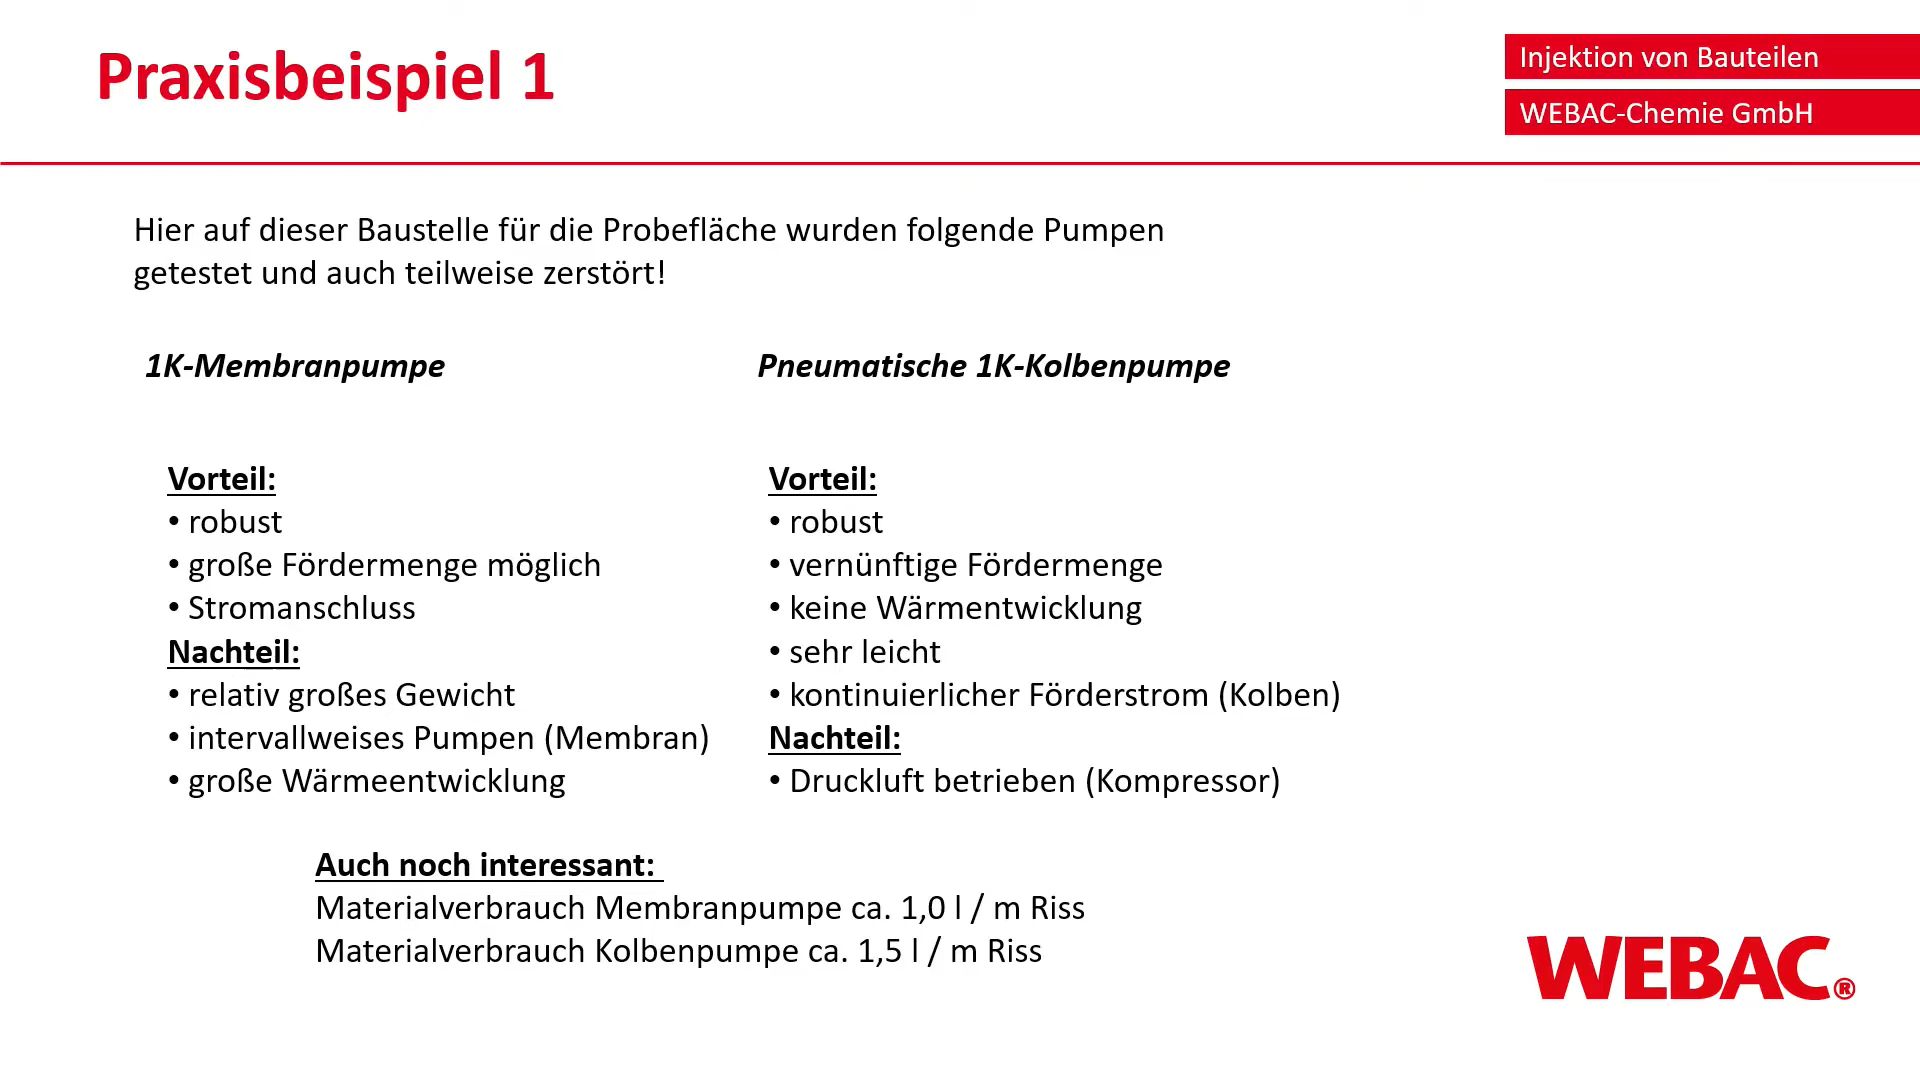 Praxisbeispiel 1
Injektion von Bauteilen
WEBAC-Chemie GmbH
Hier auf dieser Baustelle für die Probefläche wurden folgende Pumpen
getestet und auch teilweise zerstört!
1K-Membranpumpe
Vorteil:
• robust
• große Fördermenge möglich
• Stromanschluss
Nachteil:
• relativ großes Gewicht
• intervallweises Pumpen (Membran)
• große Wärmeentwicklung
Pneumatische 1K-Kolbenpumpe
Vorteil:
• robust
• vernünftige Fördermenge
• keine Wärmentwicklung
• sehr leicht
• kontinuierlicher Förderstrom (Kolben)
Nachteil:
• Druckluft betrieben (Kompressor)
Auch noch interessant:
Materialverbrauch Membranpumpe ca. 1,0 l / m Riss
Materialverbrauch Kolbenpumpe ca. 1,5 l / m Riss
WEBAC®